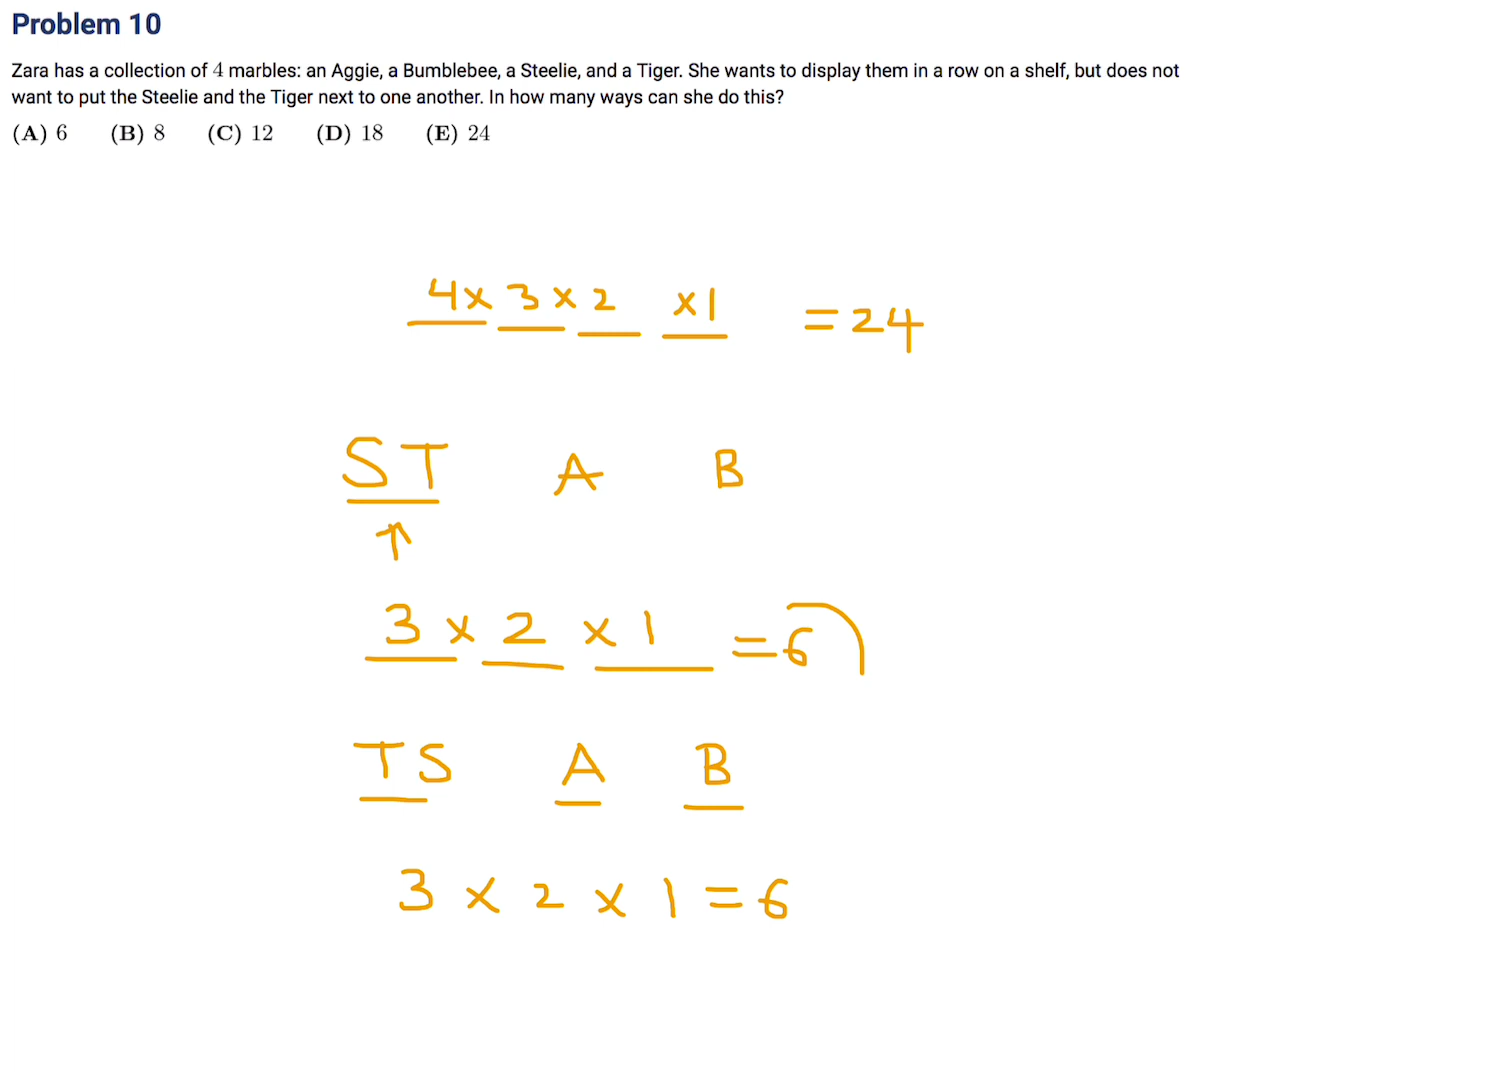 Problem 10
Zara has a collection of 4 marbles: an Aggie, a Bumblebee, a Steelie, and a Tiger. She wants to display them in a row on a shelf, but does not
want to put the Steelie and the Tiger next to one another. In how many ways can she do this?
(A) 6 (B) 8 (C) 12 (D) 18 (E) 24
4 × 3 × 2 × 1 = 24
ST A B
↑
3 × 2 × 1 = 6
TS A B
3 × 2 × 1 = 6